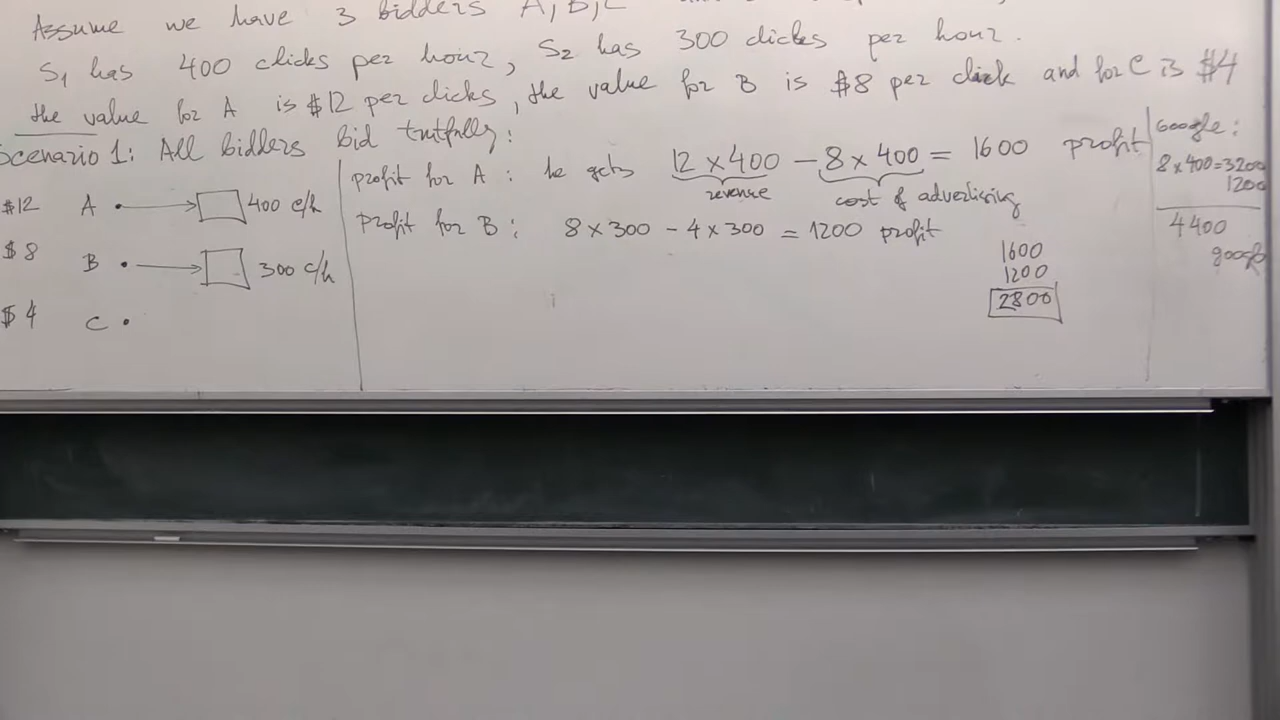 Assume we have 3 bidders A, B, C
S1 has 400 clicks per hour, S2 has 300 clicks per hour.
the value for A is $12 per clicks, the value for B is $8 per click and for C is $4
Scenario 1: All bidders Bid tutfully:
$12 A 400 c/h
$8 B 300 c/h
$4 C
profit for A: he gets 12×400 − 8×400 = 1600 profit
revenue cost of advertising
Profit for B: 8×300 − 4×300 = 1200 profit
1600
1200
2800
Google:
8×400=3200
1200
4400